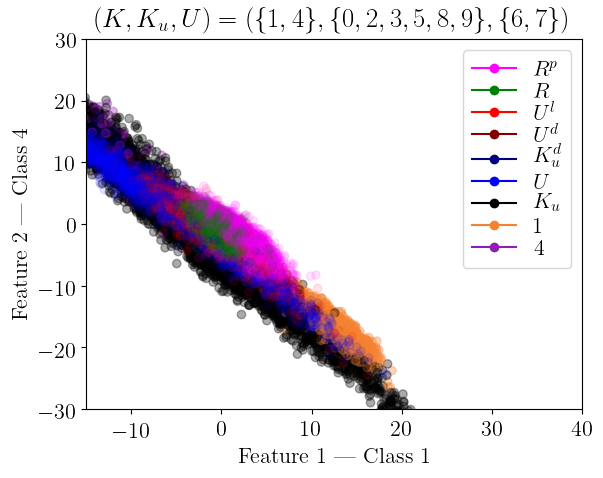 (K, K_u, U) = ({1, 4}, {0, 2, 3, 5, 8, 9}, {6, 7})
30
20
10
0
−10
−20
−30
Feature 2 — Class 4
R^p
R
U^l
U^d
K_u^d
U
K_u
1
4
−10
0
10
20
30
40
Feature 1 — Class 1